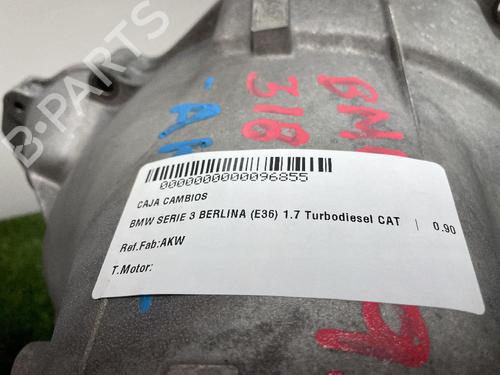 B-PARTS
BMW
318
0000000000096855
CAJA CAMBIOS
BMW SERIE 3 BERLINA (E36) 1.7 Turbodiesel CAT | 0.90
Ref.Fab:AKW
T.Motor: